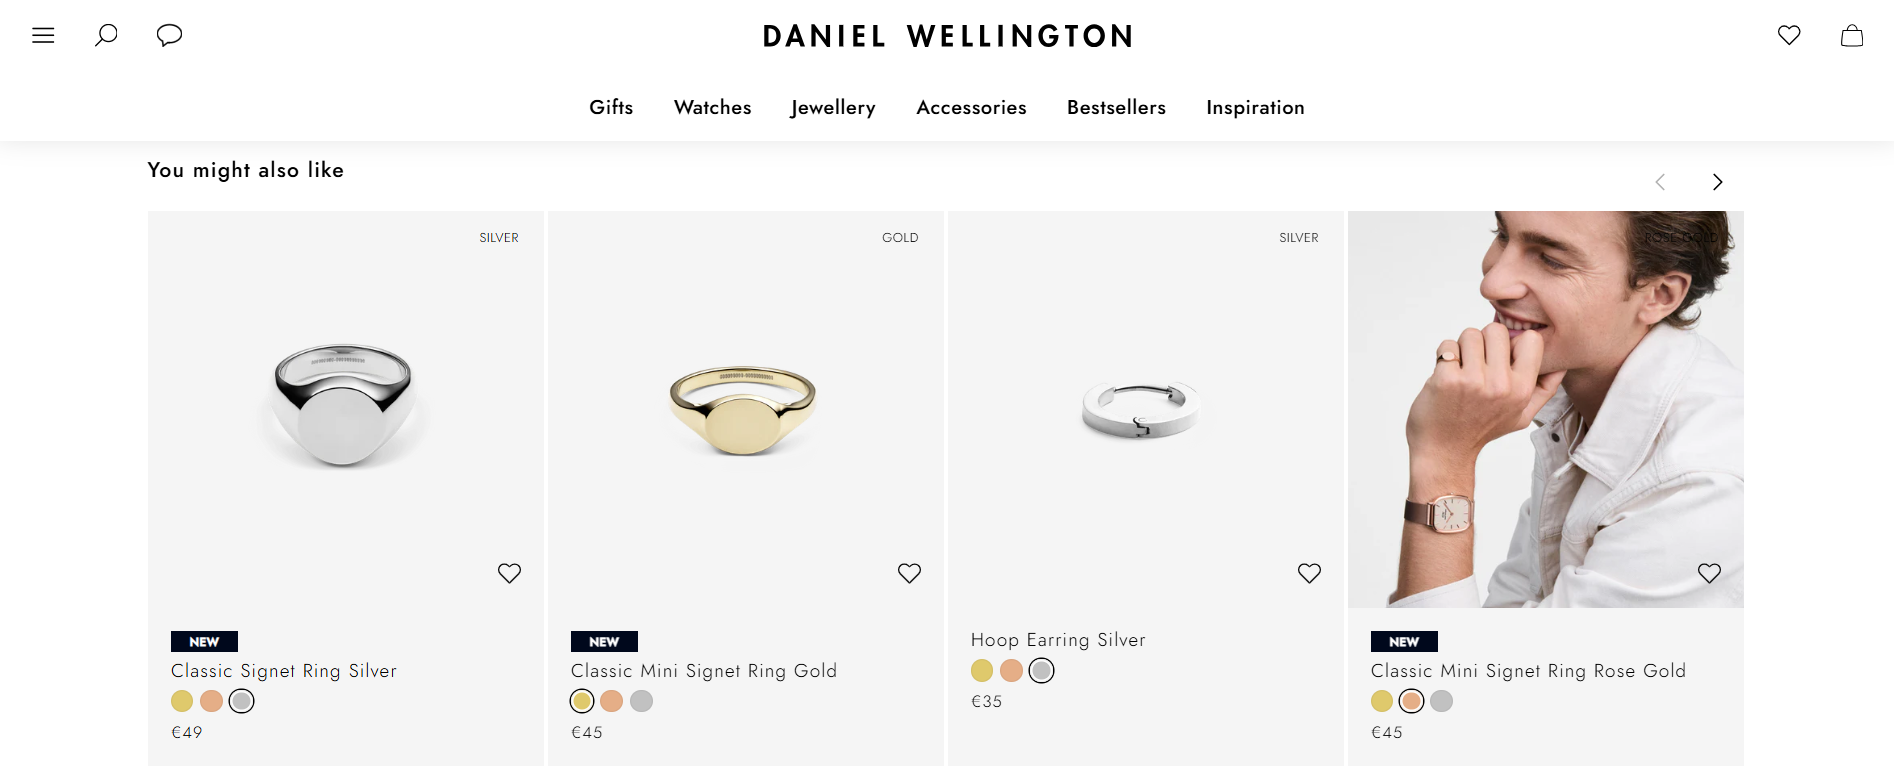 DANIEL WELLINGTON
Gifts Watches Jewellery Accessories Bestsellers Inspiration
You might also like
SILVER
GOLD
SILVER
ROSE GOLD
NEW
Classic Signet Ring Silver
€49
NEW
Classic Mini Signet Ring Gold
€45
Hoop Earring Silver
€35
NEW
Classic Mini Signet Ring Rose Gold
€45